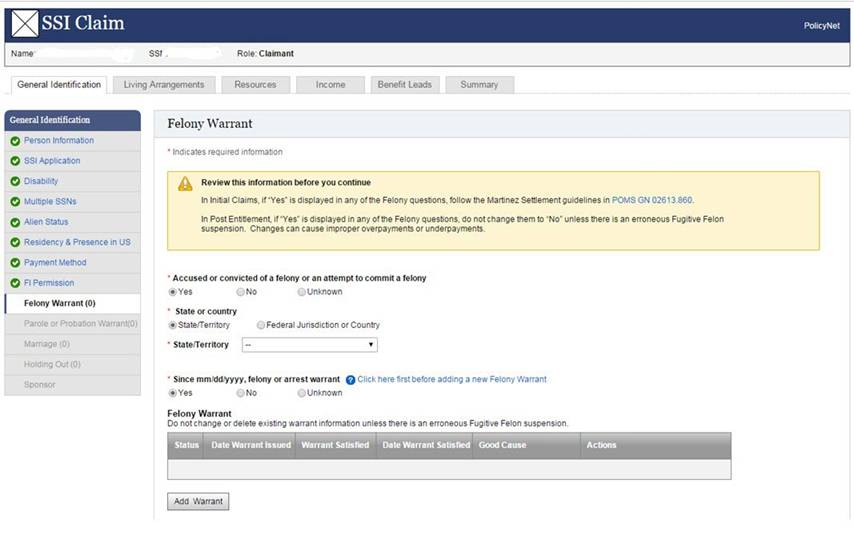 SSI Claim
PolicyNet
Name
SSN
Role: Claimant
General Identification
Living Arrangements
Resources
Income
Benefit Leads
Summary
General Identification
Person Information
SSI Application
Disability
Multiple SSNs
Alien Status
Residency & Presence in US
Payment Method
FI Permission
Felony Warrant (0)
Parole or Probation Warrant(0)
Marriage (0)
Holding Out (0)
Sponsor
Felony Warrant
* Indicates required information
Review this information before you continue
In Initial Claims, if “Yes” is displayed in any of the Felony questions, follow the Martinez Settlement guidelines in POMS GN 02613.860.
In Post Entitlement, if “Yes” is displayed in any of the Felony questions, do not change them to “No” unless there is an erroneous Fugitive Felon
suspension. Changes can cause improper overpayments or underpayments.
* Accused or convicted of a felony or an attempt to commit a felony
Yes No Unknown
* State or country
State/Territory Federal Jurisdiction or Country
* State/Territory --
* Since mm/dd/yyyy, felony or arrest warrant ? Click here first before adding a new Felony Warrant
Yes No Unknown
Felony Warrant
Do not change or delete existing warrant information unless there is an erroneous Fugitive Felon suspension.
Status Date Warrant Issued Warrant Satisfied Date Warrant Satisfied Good Cause Actions
Add Warrant